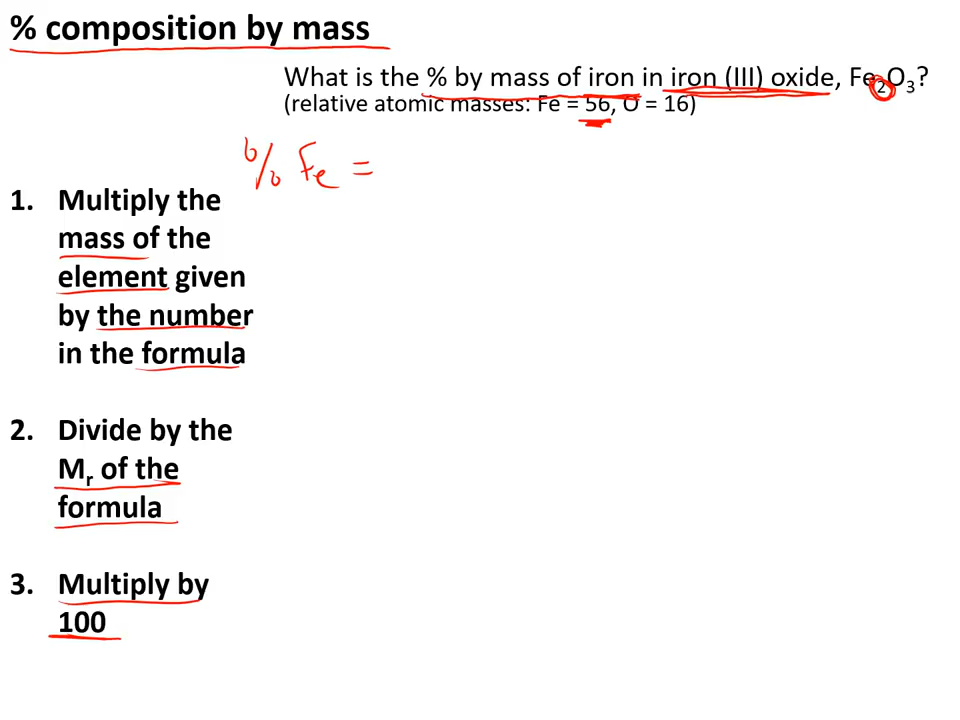 % composition by mass
What is the % by mass of iron in iron (III) oxide, Fe₂O₃?
(relative atomic masses: Fe = 56, O = 16)
% Fe =
1. Multiply the
mass of the
element given
by the number
in the formula
2. Divide by the
Mᵣ of the
formula
3. Multiply by
100